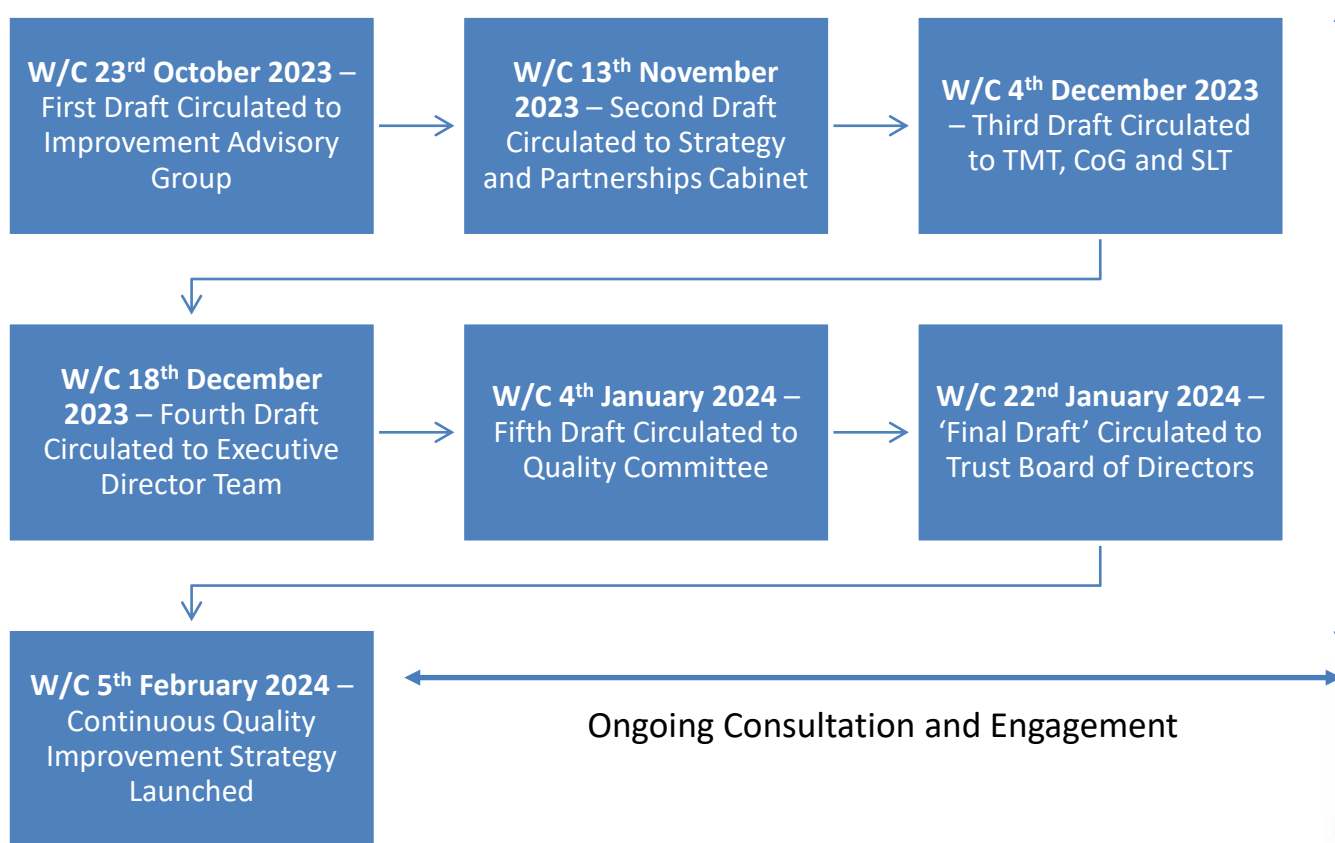 W/C 23rd October 2023 –
First Draft Circulated to
Improvement Advisory
Group
W/C 13th November
2023 – Second Draft
Circulated to Strategy
and Partnerships Cabinet
W/C 4th December 2023
– Third Draft Circulated
to TMT, CoG and SLT
W/C 18th December
2023 – Fourth Draft
Circulated to Executive
Director Team
W/C 4th January 2024 –
Fifth Draft Circulated to
Quality Committee
W/C 22nd January 2024 –
‘Final Draft’ Circulated to
Trust Board of Directors
W/C 5th February 2024 –
Continuous Quality
Improvement Strategy
Launched
Ongoing Consultation and Engagement